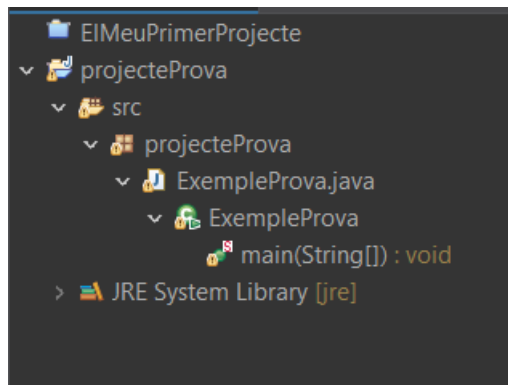 ElMeuPrimerProjecte
projecteProva
src
projecteProva
ExempleProva.java
ExempleProva
main(String[]) : void
JRE System Library [jre]